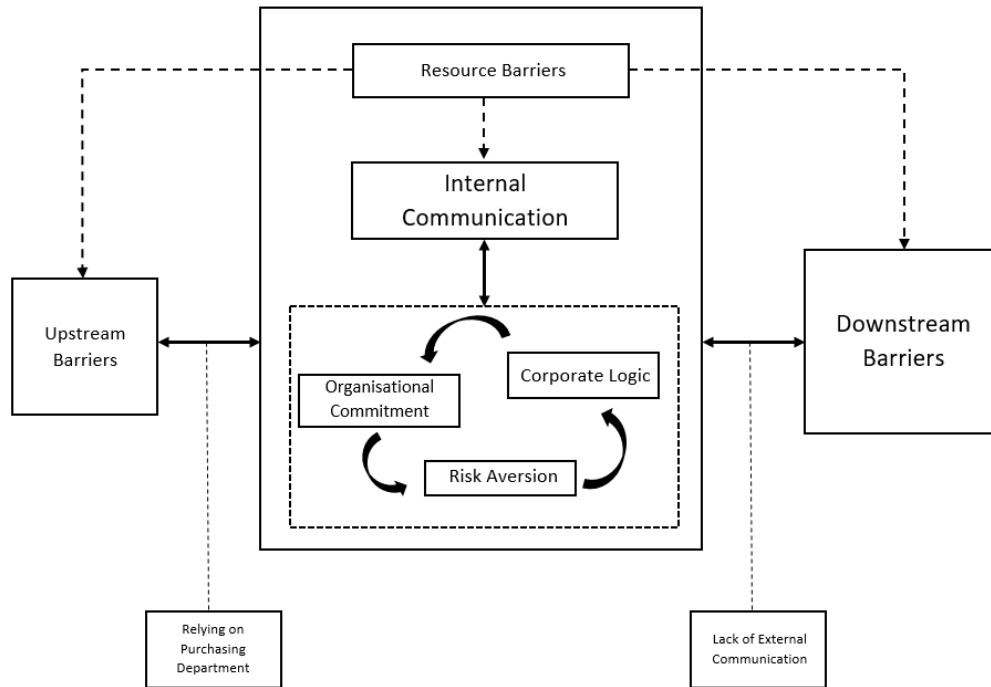 Resource Barriers
Internal
Communication
Upstream
Barriers
Downstream
Barriers
Corporate Logic
Organisational
Commitment
Risk Aversion
Relying on
Purchasing
Department
Lack of External
Communication